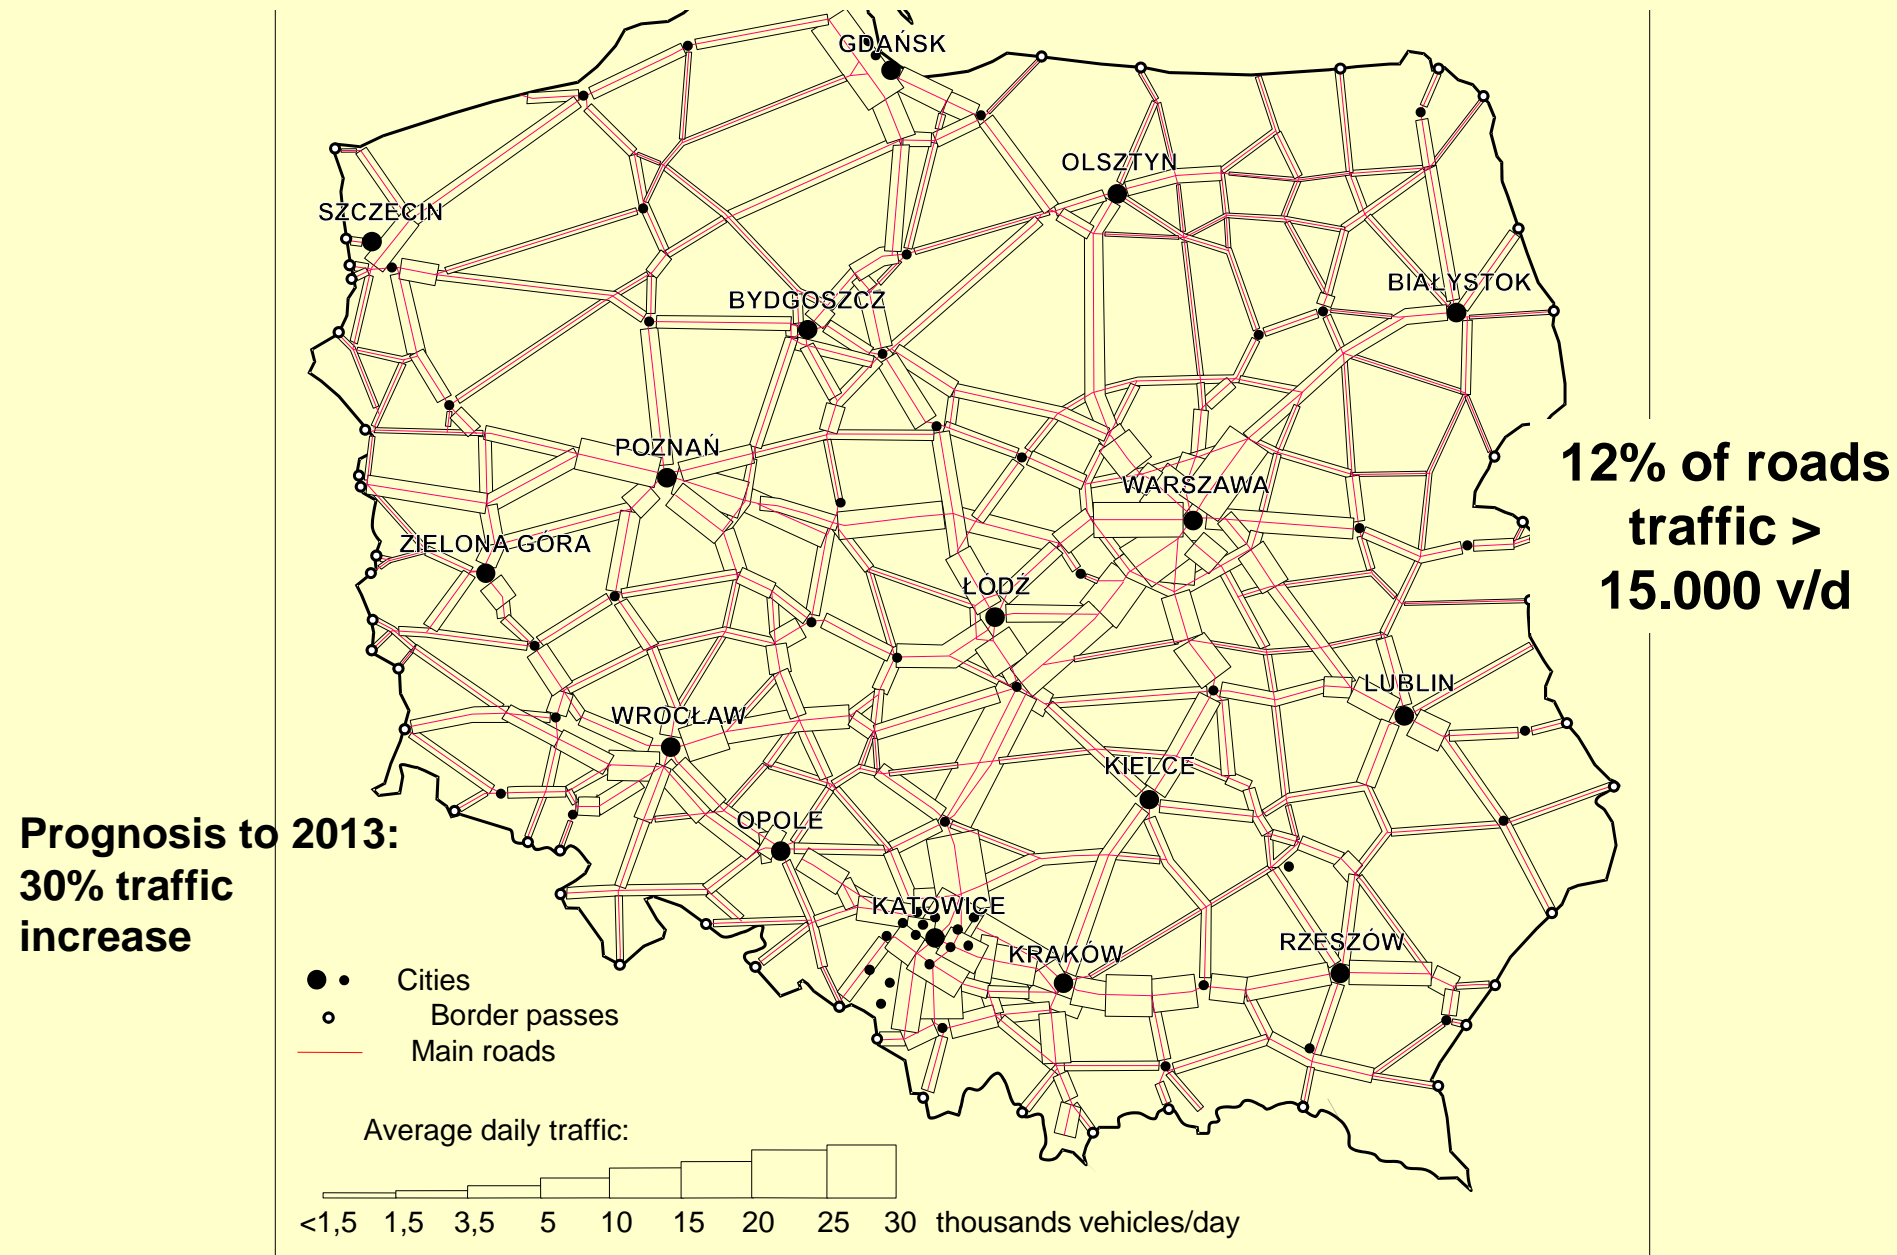 GDAŃSK
OLSZTYN
SZCZECIN
BIAŁYSTOK
BYDGOSZCZ
POZNAŃ
12% of roads
traffic >
15.000 v/d
WARSZAWA
ZIELONA GÓRA
ŁÓDŹ
LUBLIN
WROCŁAW
KIELCE
OPOLE
Prognosis to 2013:
30% traffic
increase
KATOWICE
KRAKÓW
RZESZÓW
Cities
Border passes
Main roads
Average daily traffic:
<1,5 1,5 3,5 5 10 15 20 25 30 thousands vehicles/day